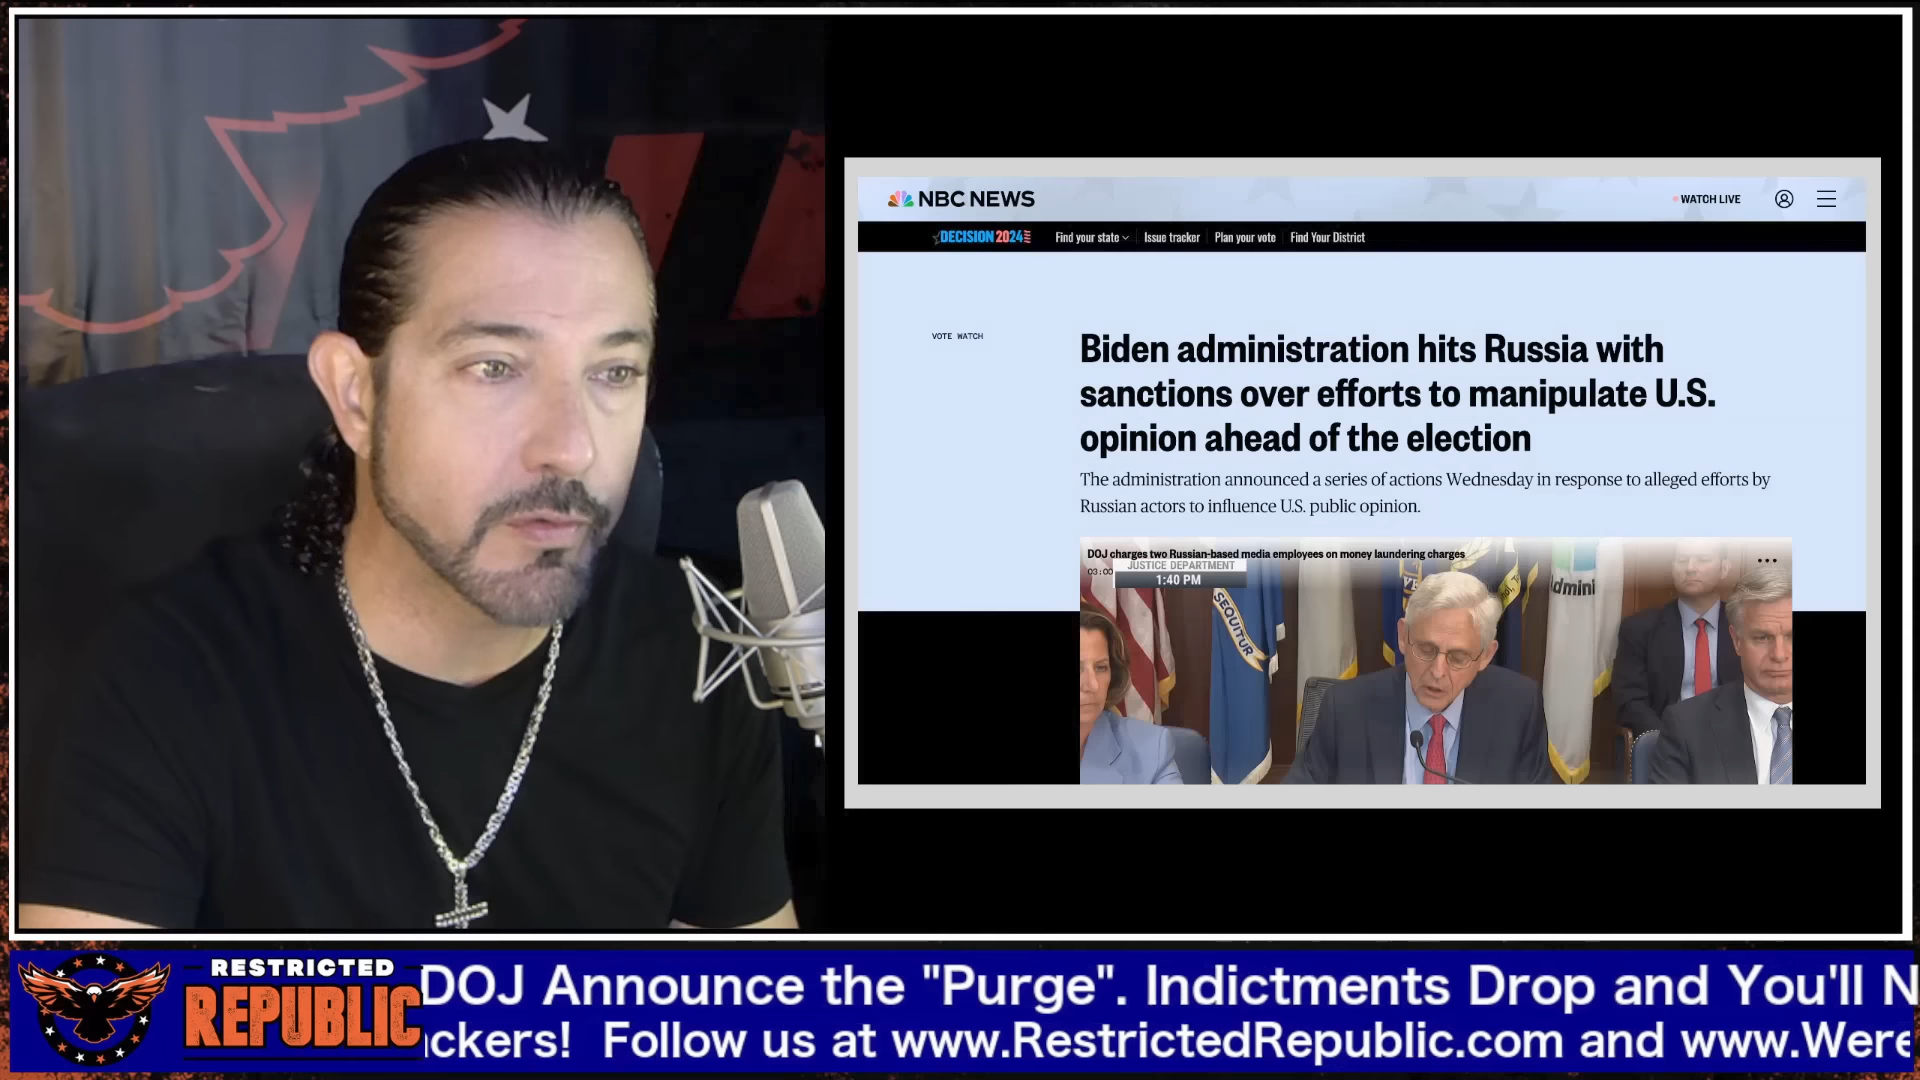 NBC NEWS
WATCH LIVE
DECISION 2024
Find your state
Issue tracker
Plan your vote
Find Your District
VOTE WATCH
Biden administration hits Russia with
sanctions over efforts to manipulate U.S.
opinion ahead of the election
The administration announced a series of actions Wednesday in response to alleged efforts by
Russian actors to influence U.S. public opinion.
DOJ charges two Russian-based media employees on money laundering charges
03:00
JUSTICE DEPARTMENT
1:40 PM
SEQUITUR
Admini
RESTRICTED
REPUBLIC
DOJ Announce the "Purge". Indictments Drop and You'll N
ckers! Follow us at www.RestrictedRepublic.com and www.Were